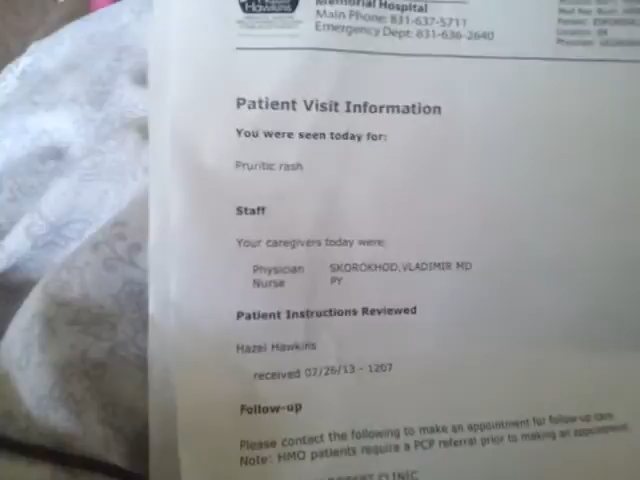 Hawkins
Memorial Hospital
Main Phone: 831-637-5711
Emergency Dept: 831-636-2640
Patient Visit Information
You were seen today for:
Pruritic rash
Staff
Your caregivers today were:
Physician SKOROKHOD,VLADIMIR MD
Nurse PY
Patient Instructions Reviewed
Hazel Hawkins
received 07/26/13 - 1207
Follow-up
Please contact the following to make an appointment for follow-up care.
Note: HMO patients require a PCP referral prior to making an appointment.
CLINIC